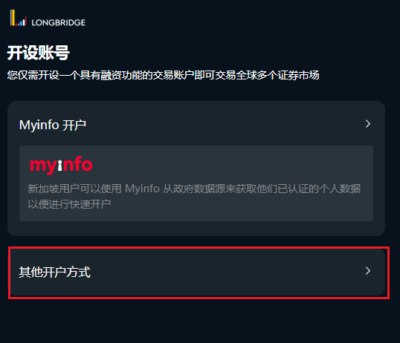 LONGBRIDGE
开设账号
您仅需开设一个具有融资功能的交易账户即可交易全球多个证券市场
Myinfo 开户
myinfo
新加坡用户可以使用 Myinfo 从政府数据源来获取他们已认证的个人数据
以便进行快速开户
其他开户方式